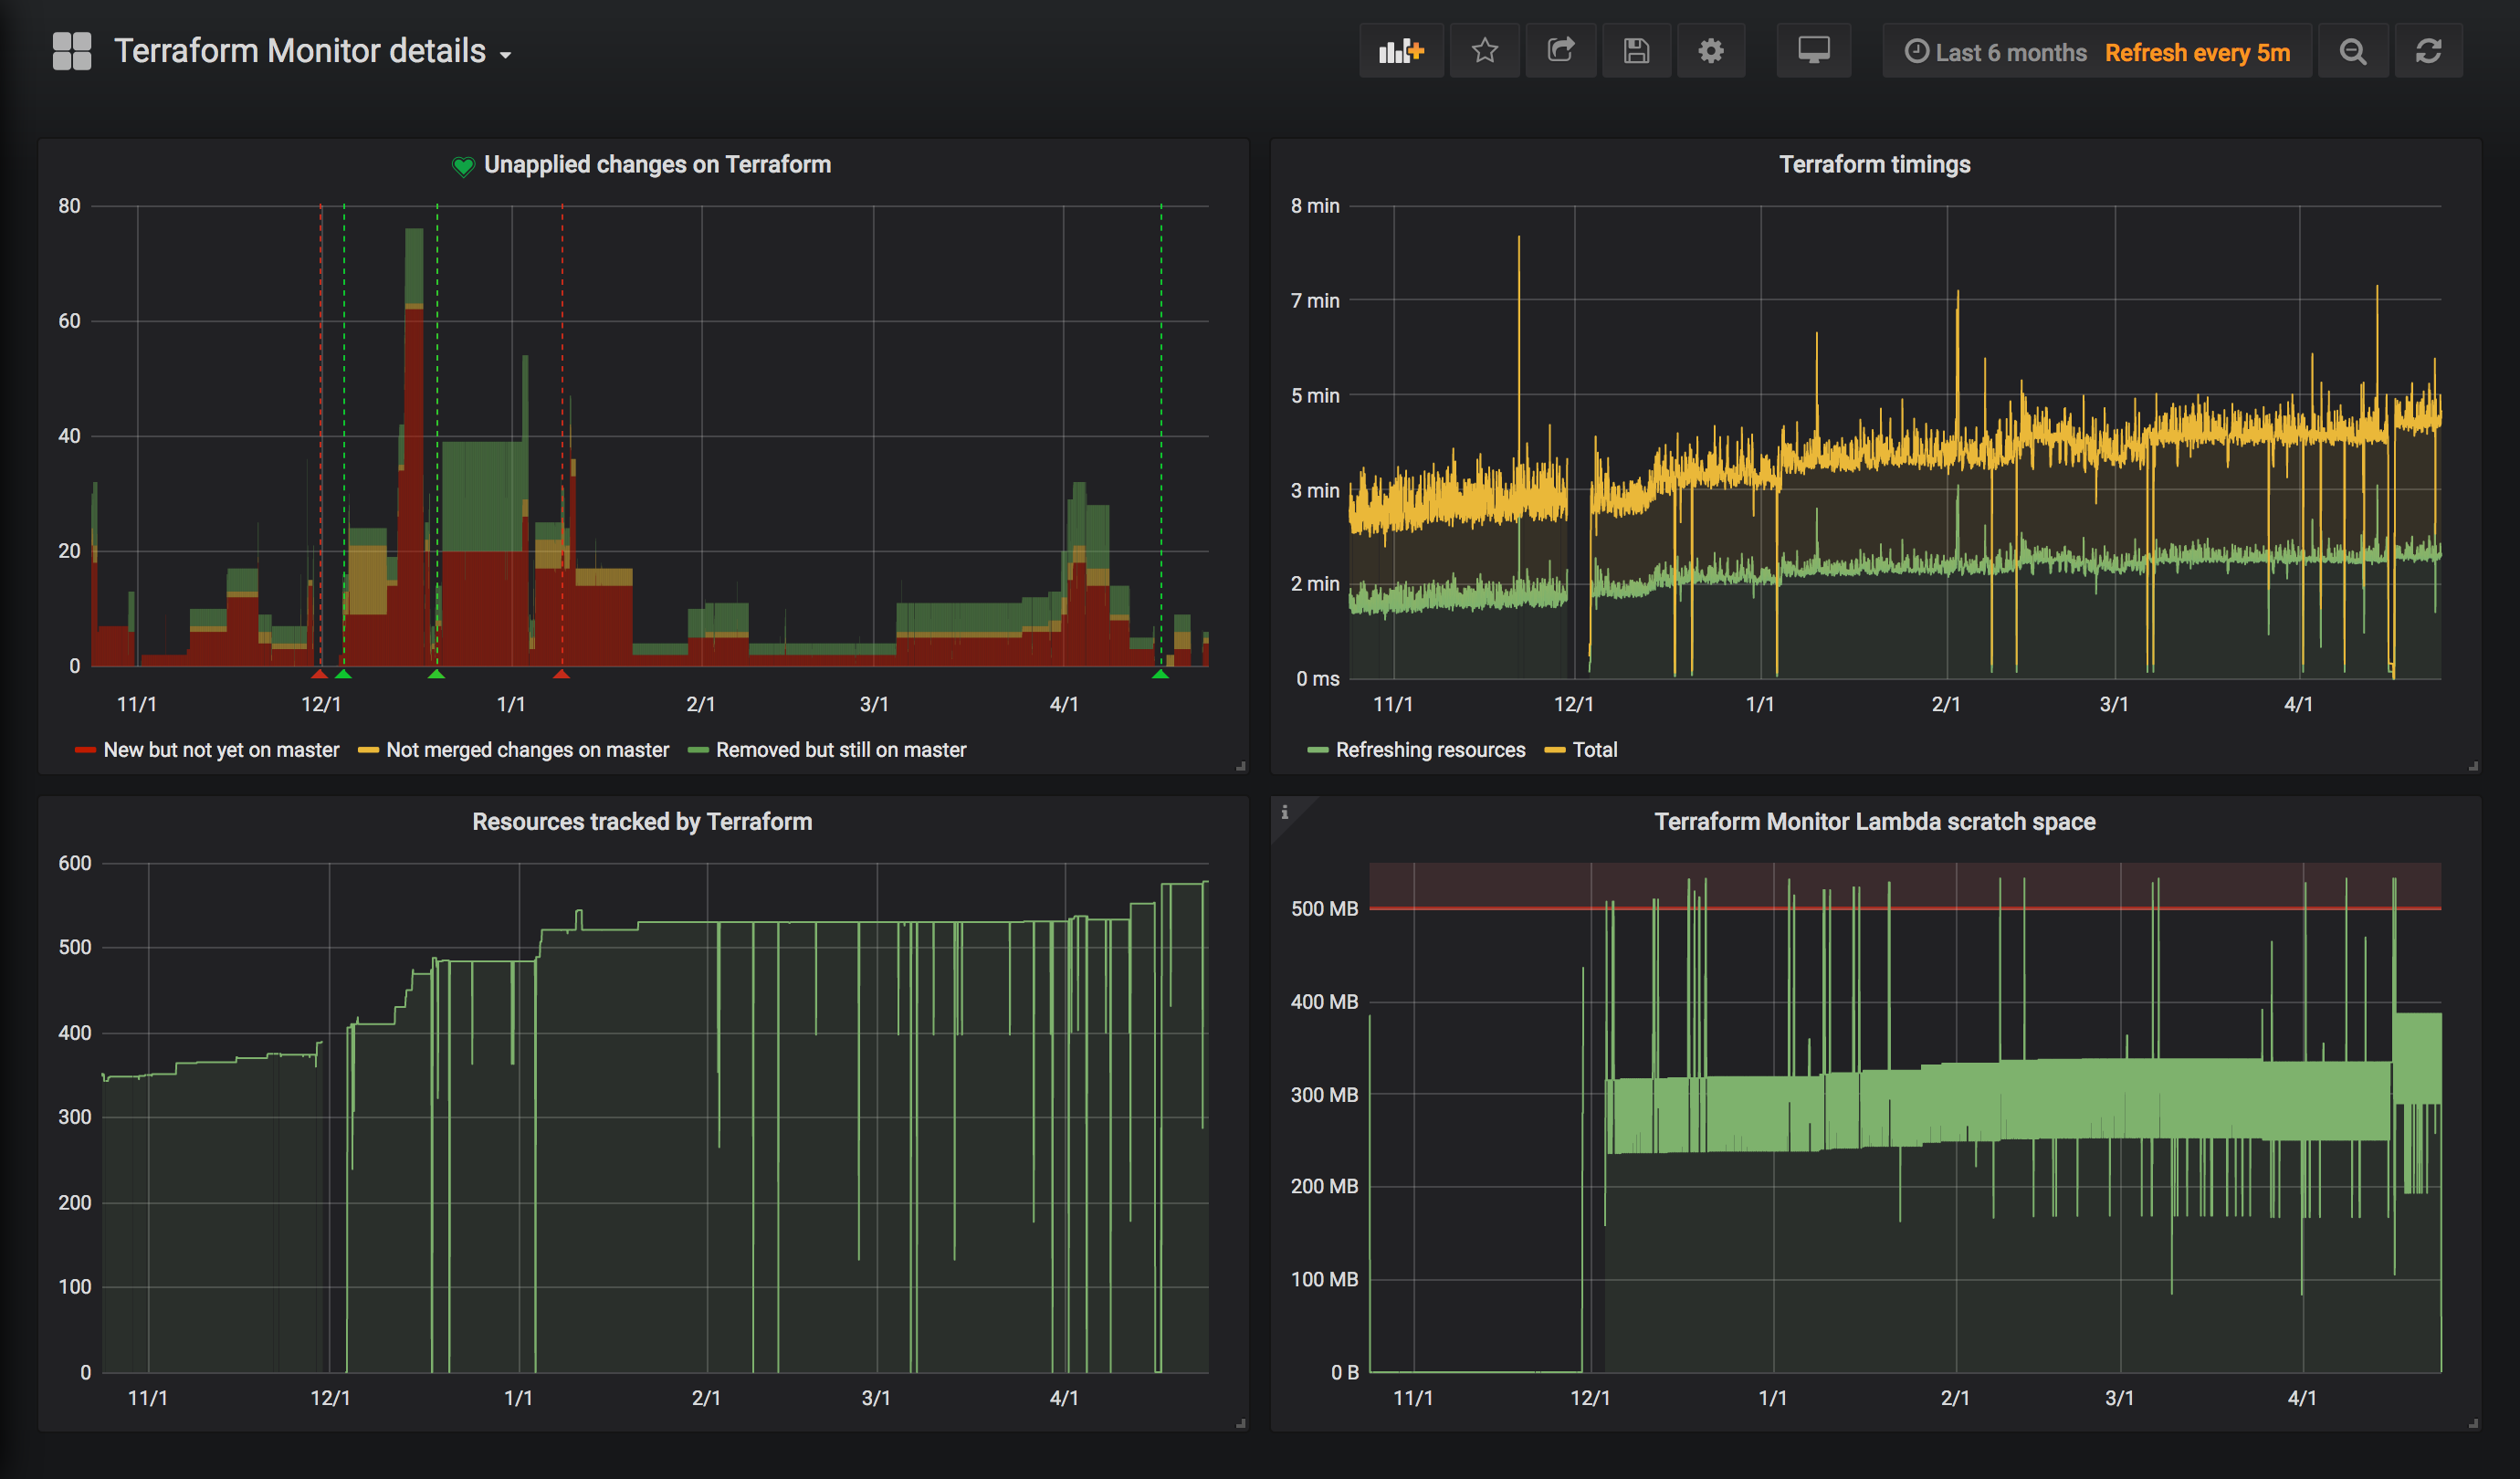 Terraform Monitor details
Last 6 months Refresh every 5m
Unapplied changes on Terraform
80
60
40
20
0
11/1 12/1 1/1 2/1 3/1 4/1
New but not yet on master Not merged changes on master Removed but still on master
Terraform timings
8 min
7 min
5 min
3 min
2 min
0 ms
11/1 12/1 1/1 2/1 3/1 4/1
Refreshing resources Total
Resources tracked by Terraform
600
500
400
300
200
100
0
11/1 12/1 1/1 2/1 3/1 4/1
i
Terraform Monitor Lambda scratch space
500 MB
400 MB
300 MB
200 MB
100 MB
0 B
11/1 12/1 1/1 2/1 3/1 4/1